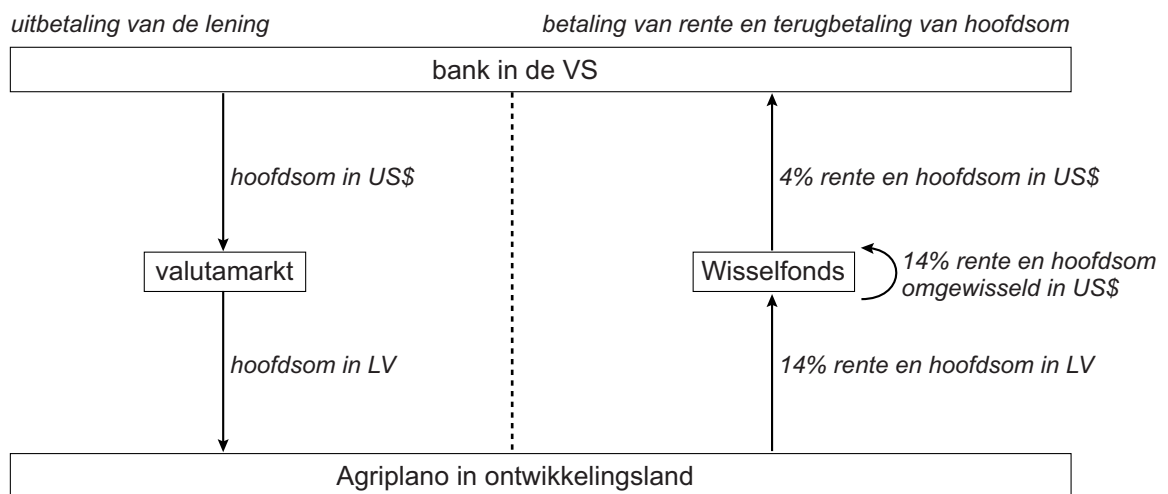 uitbetaling van de lening
betaling van rente en terugbetaling van hoofdsom
bank in de VS
hoofdsom in US$
4% rente en hoofdsom in US$
valutamarkt
Wisselfonds
14% rente en hoofdsom
omgewisseld in US$
hoofdsom in LV
14% rente en hoofdsom in LV
Agriplano in ontwikkelingsland